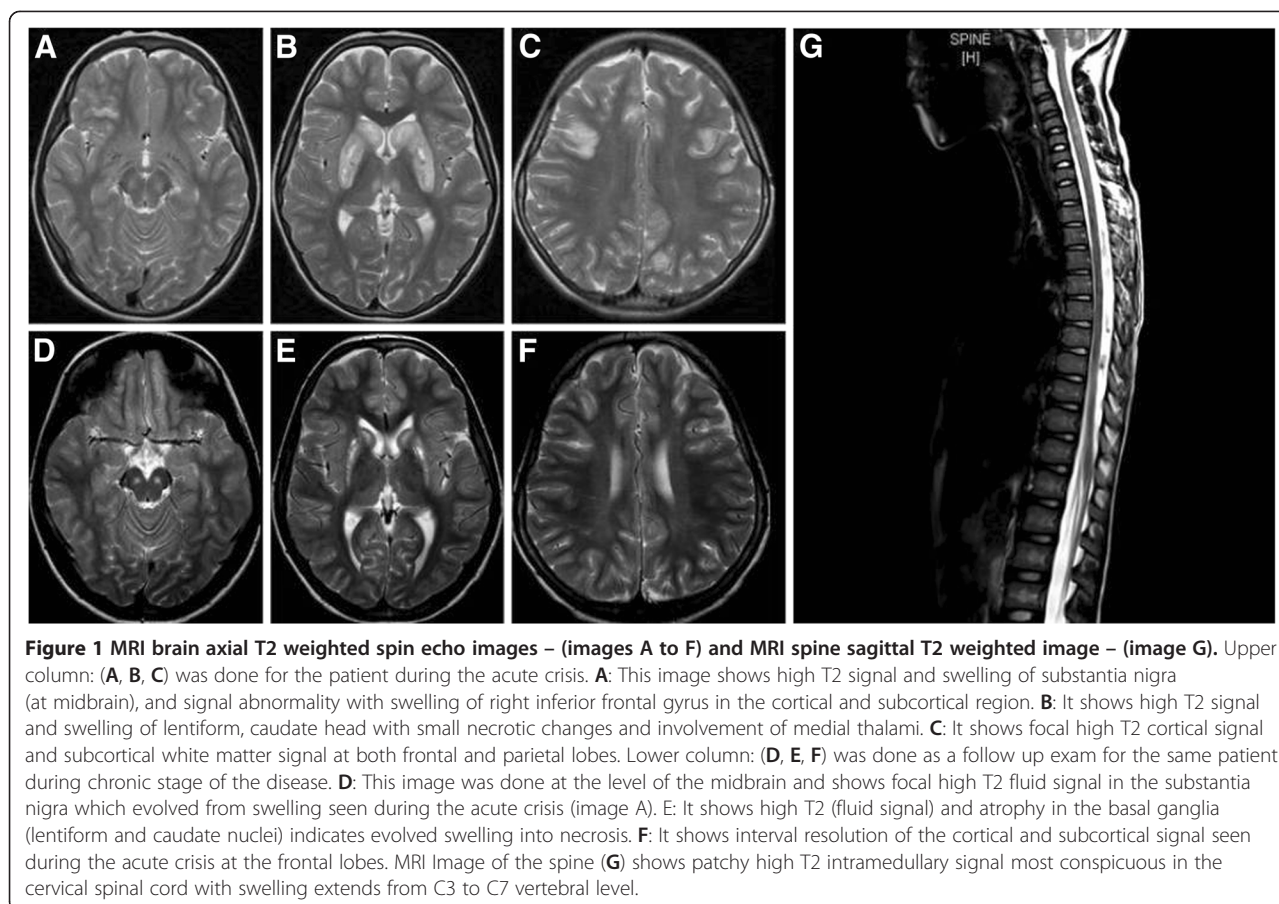 A
B
C
G
SPINE
[H]
D
E
F
Figure 1 MRI brain axial T2 weighted spin echo images – (images A to F) and MRI spine sagittal T2 weighted image – (image G). Upper
column: (A, B, C) was done for the patient during the acute crisis. A: This image shows high T2 signal and swelling of substantia nigra
(at midbrain), and signal abnormality with swelling of right inferior frontal gyrus in the cortical and subcortical region. B: It shows high T2 signal
and swelling of lentiform, caudate head with small necrotic changes and involvement of medial thalami. C: It shows focal high T2 cortical signal
and subcortical white matter signal at both frontal and parietal lobes. Lower column: (D, E, F) was done as a follow up exam for the same patient
during chronic stage of the disease. D: This image was done at the level of the midbrain and shows focal high T2 fluid signal in the substantia
nigra which evolved from swelling seen during the acute crisis (image A). E: It shows high T2 (fluid signal) and atrophy in the basal ganglia
(lentiform and caudate nuclei) indicates evolved swelling into necrosis. F: It shows interval resolution of the cortical and subcortical signal seen
during the acute crisis at the frontal lobes. MRI Image of the spine (G) shows patchy high T2 intramedullary signal most conspicuous in the
cervical spinal cord with swelling extends from C3 to C7 vertebral level.